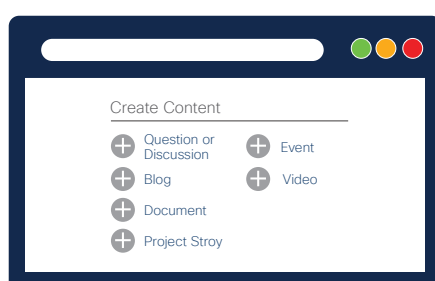 Create Content
Question or
Discussion
Blog
Document
Project Stroy
Event
Video